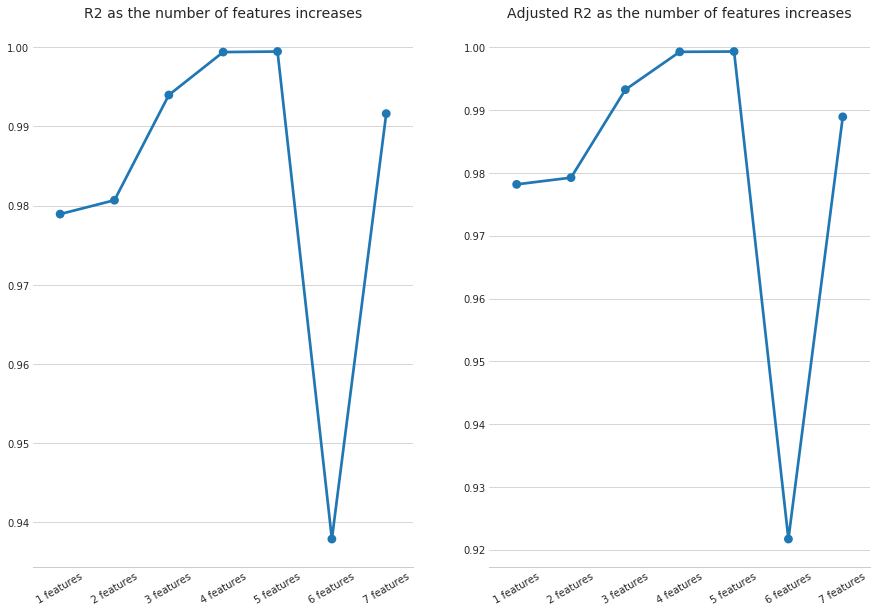 R2 as the number of features increases
1.00
0.99
0.98
0.97
0.96
0.95
0.94
1 features
2 features
3 features
4 features
5 features
6 features
7 features
Adjusted R2 as the number of features increases
1.00
0.99
0.98
0.97
0.96
0.95
0.94
0.93
0.92
1 features
2 features
3 features
4 features
5 features
6 features
7 features